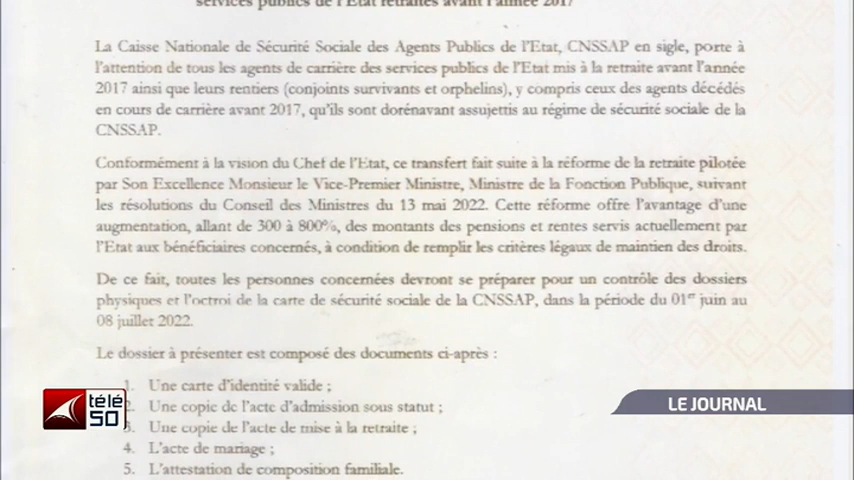 services publics de l'Etat retraités avant l'année 2017
La Caisse Nationale de Sécurité Sociale des Agents Publics de l'Etat, CNSSAP en sigle, porte à
l'attention de tous les agents de carrière des services publics de l'Etat mis à la retraite avant l'année
2017 ainsi que leurs rentiers (conjoints survivants et orphelins), y compris ceux des agents décédés
en cours de carrière avant 2017, qu'ils sont dorénavant assujettis au régime de sécurité sociale de la
CNSSAP.
Conformément à la vision du Chef de l'Etat, ce transfert fait suite à la réforme de la retraite pilotée
par Son Excellence Monsieur le Vice-Premier Ministre, Ministre de la Fonction Publique, suivant
les résolutions du Conseil des Ministres du 13 mai 2022. Cette réforme offre l'avantage d'une
augmentation, allant de 300 à 800%, des montants des pensions et rentes servis actuellement par
l'Etat aux bénéficiaires concernés, à condition de remplir les critères légaux de maintien des droits.
De ce fait, toutes les personnes concernées devront se préparer pour un contrôle des dossiers
physiques et l'octroi de la carte de sécurité sociale de la CNSSAP, dans la période du 01er juin au
08 juillet 2022.
Le dossier à présenter est composé des documents ci-après :
1. Une carte d'identité valide ;
2. Une copie de l'acte d'admission sous statut ;
3. Une copie de l'acte de mise à la retraite ;
4. L'acte de mariage ;
5. L'attestation de composition familiale.
télé
50
LE JOURNAL